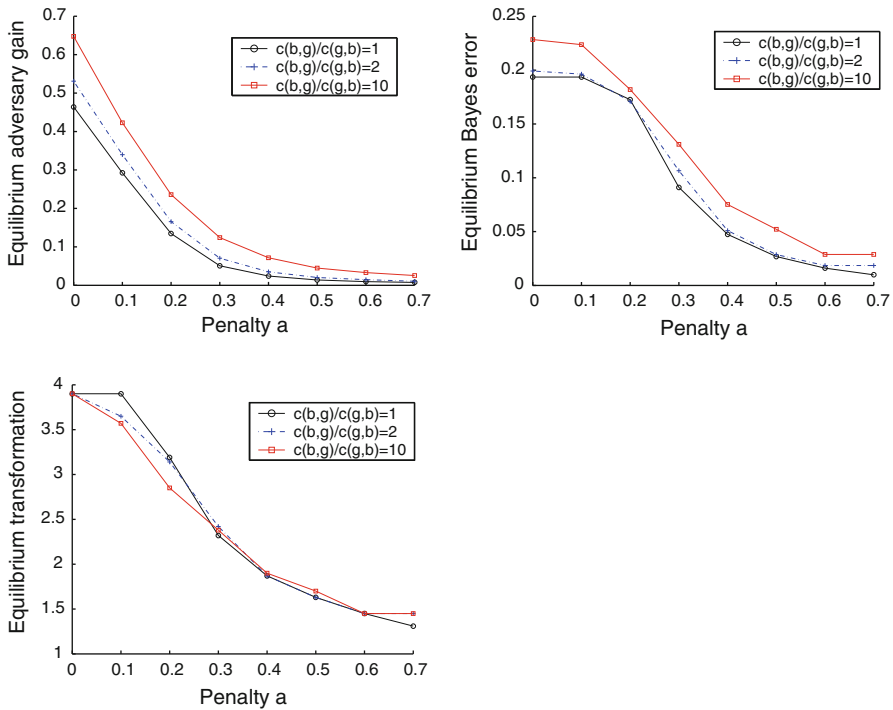 Equilibrium adversary gain
0.7
0.6
0.5
0.4
0.3
0.2
0.1
0
c(b,g)/c(g,b)=1
c(b,g)/c(g,b)=2
c(b,g)/c(g,b)=10
0 0.1 0.2 0.3 0.4 0.5 0.6 0.7
Penalty a
Equilibrium Bayes error
0.25
0.2
0.15
0.1
0.05
0
c(b,g)/c(g,b)=1
c(b,g)/c(g,b)=2
c(b,g)/c(g,b)=10
0 0.1 0.2 0.3 0.4 0.5 0.6 0.7
Penalty a
Equilibrium transformation
4
3.5
3
2.5
2
1.5
1
c(b,g)/c(g,b)=1
c(b,g)/c(g,b)=2
c(b,g)/c(g,b)=10
0 0.1 0.2 0.3 0.4 0.5 0.6 0.7
Penalty a